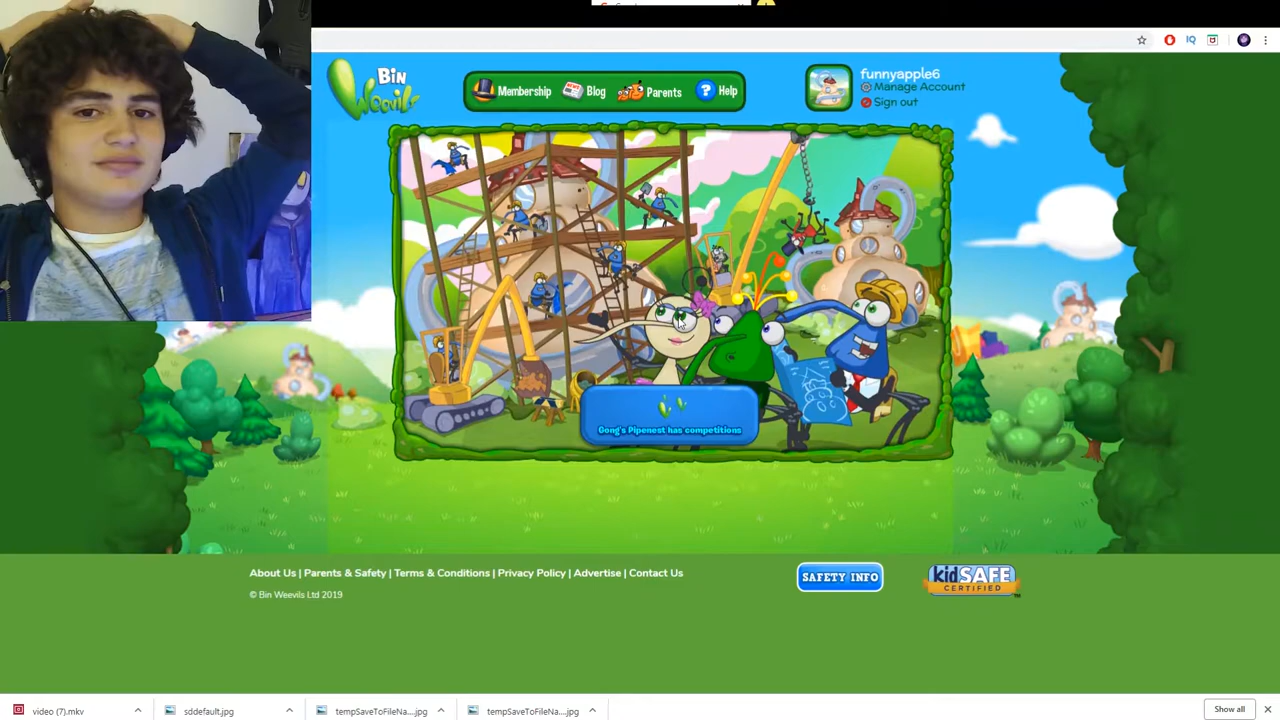 IQ
Bin
Weevils
Membership
Blog
Parents
? Help
funnyapple6
Manage Account
Sign out
Gong's Pipenest has competitions
About Us | Parents & Safety | Terms & Conditions | Privacy Policy | Advertise | Contact Us
© Bin Weevils Ltd 2019
SAFETY INFO
kidSAFE
CERTIFIED
TM
video (7).mkv
sddefault.jpg
tempSaveToFileNa....jpg
tempSaveToFileNa....jpg
Show all